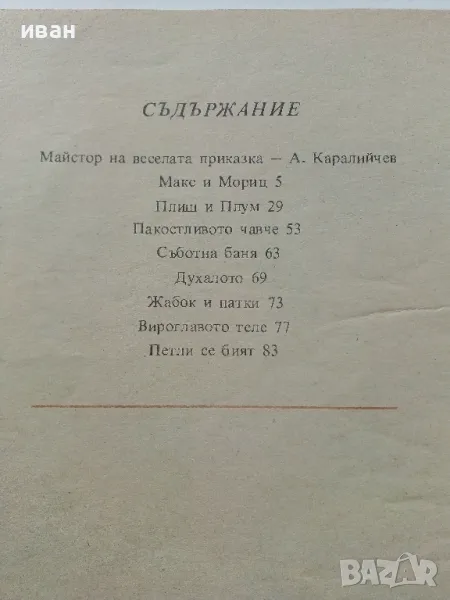 иван
СЪДЪРЖАНИЕ
Майстор на веселата приказка – А. Каралийчев
Макс и Мориц 5
Плиш и Плум 29
Пакостливото чавче 53
Съботна баня 63
Духалото 69
Жабок и патки 73
Вироглавото теле 77
Петли се бият 83
BAZAR